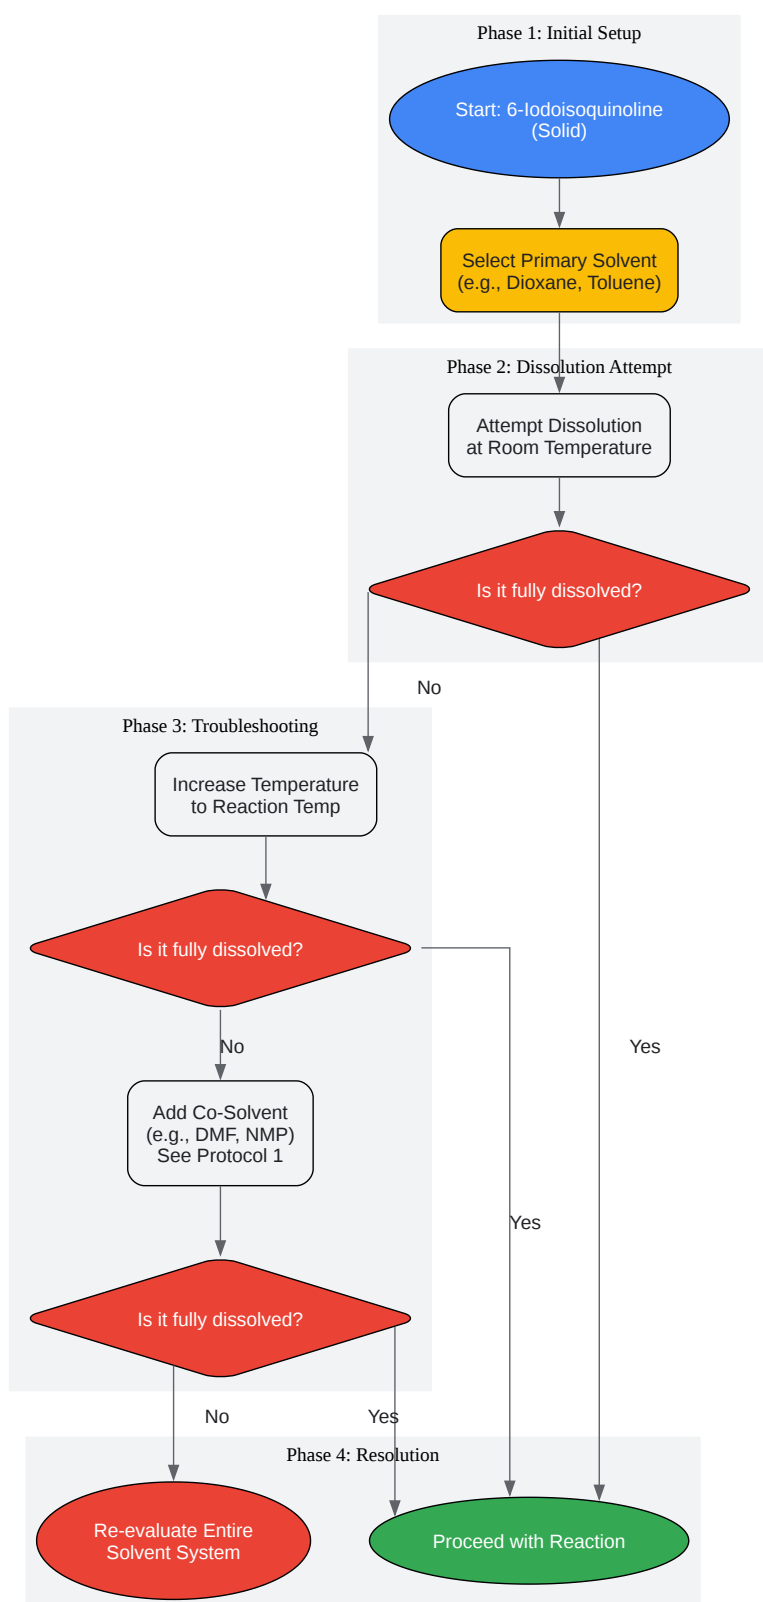 Phase 1: Initial Setup
Start: 6-Iodoisoquinoline
(Solid)
Select Primary Solvent
(e.g., Dioxane, Toluene)
Phase 2: Dissolution Attempt
Attempt Dissolution
at Room Temperature
Is it fully dissolved?
No
Phase 3: Troubleshooting
Increase Temperature
to Reaction Temp
Is it fully dissolved?
No
Yes
Add Co-Solvent
(e.g., DMF, NMP)
See Protocol 1
Yes
Is it fully dissolved?
No
Yes
Phase 4: Resolution
Re-evaluate Entire
Solvent System
Proceed with Reaction